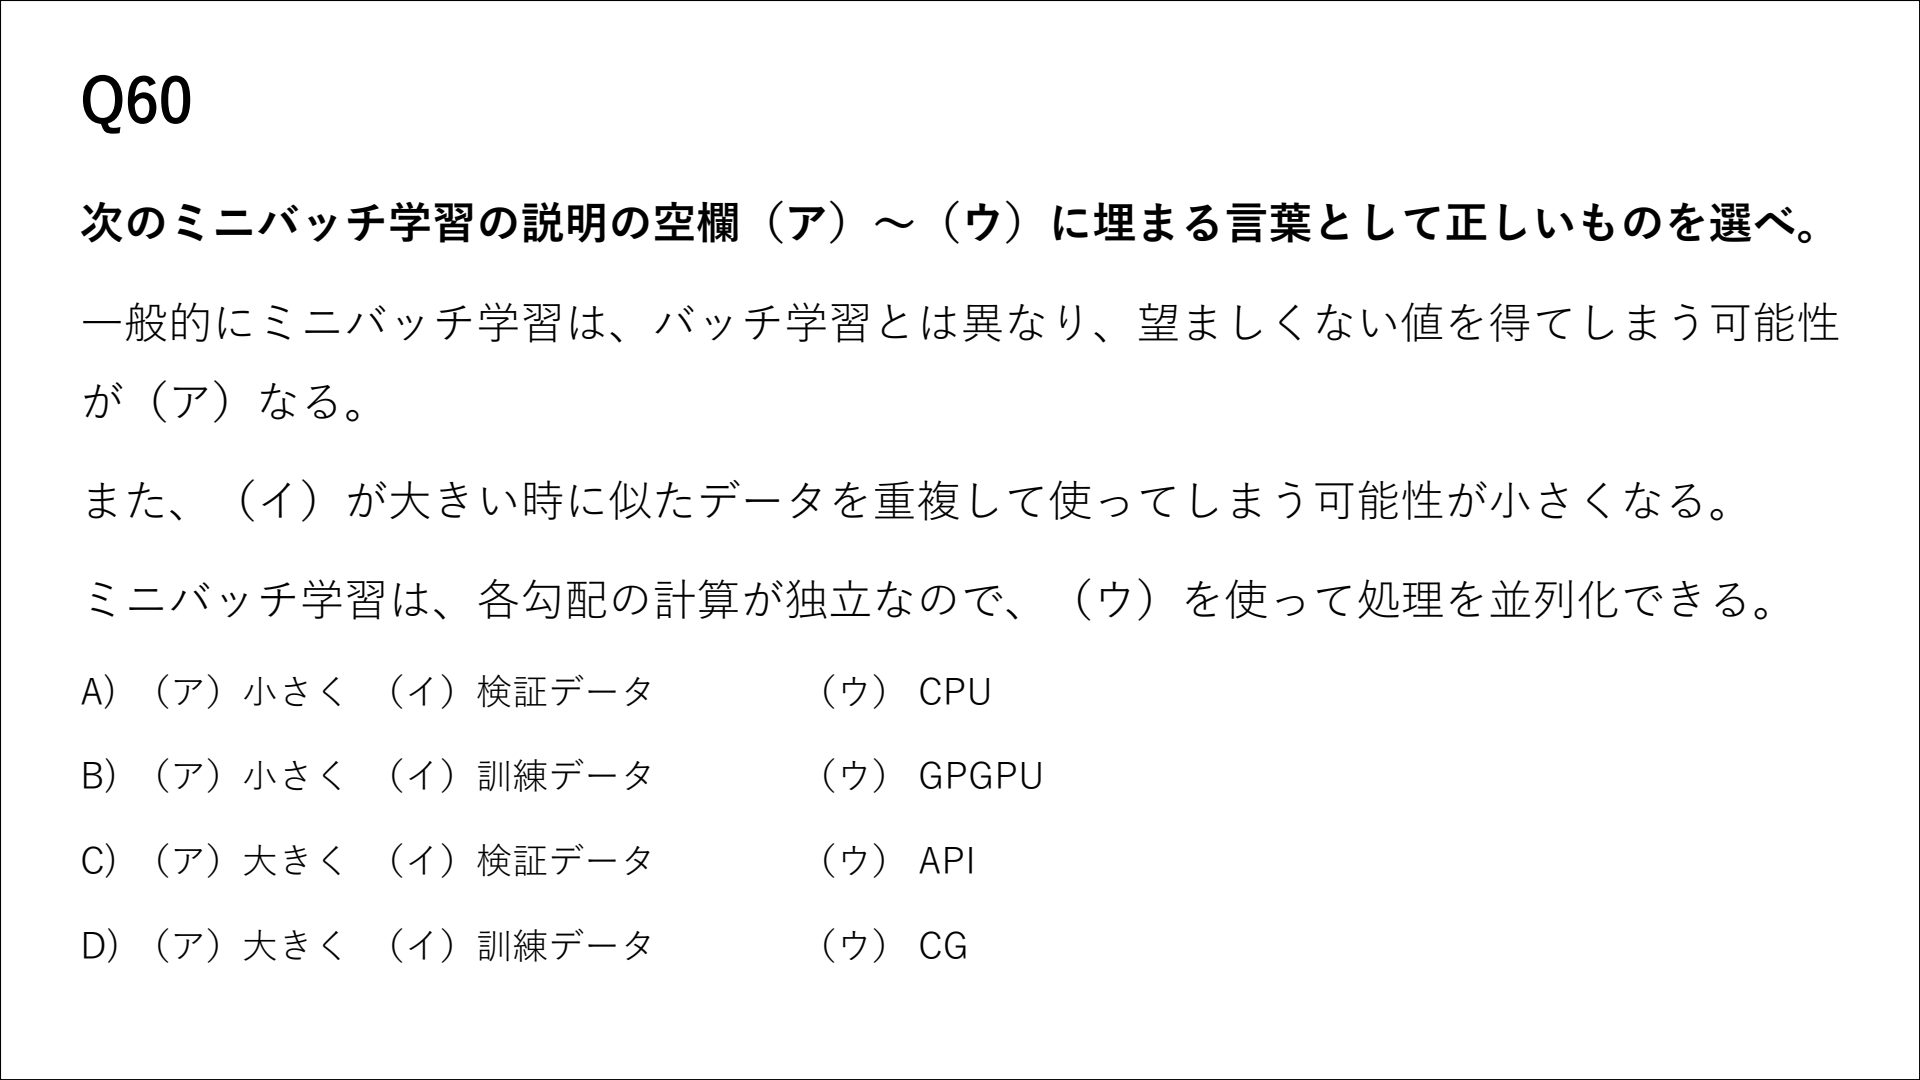 Q60
次のミニバッチ学習の説明の空欄（ア）～（ウ）に埋まる言葉として正しいものを選べ。
一般的にミニバッチ学習は、バッチ学習とは異なり、望ましくない値を得てしまう可能性
が（ア）なる。
また、（イ）が大きい時に似たデータを重複して使ってしまう可能性が小さくなる。
ミニバッチ学習は、各勾配の計算が独立なので、（ウ）を使って処理を並列化できる。
A) （ア）小さく （イ）検証データ （ウ） CPU
B) （ア）小さく （イ）訓練データ （ウ） GPGPU
C) （ア）大きく （イ）検証データ （ウ） API
D) （ア）大きく （イ）訓練データ （ウ） CG